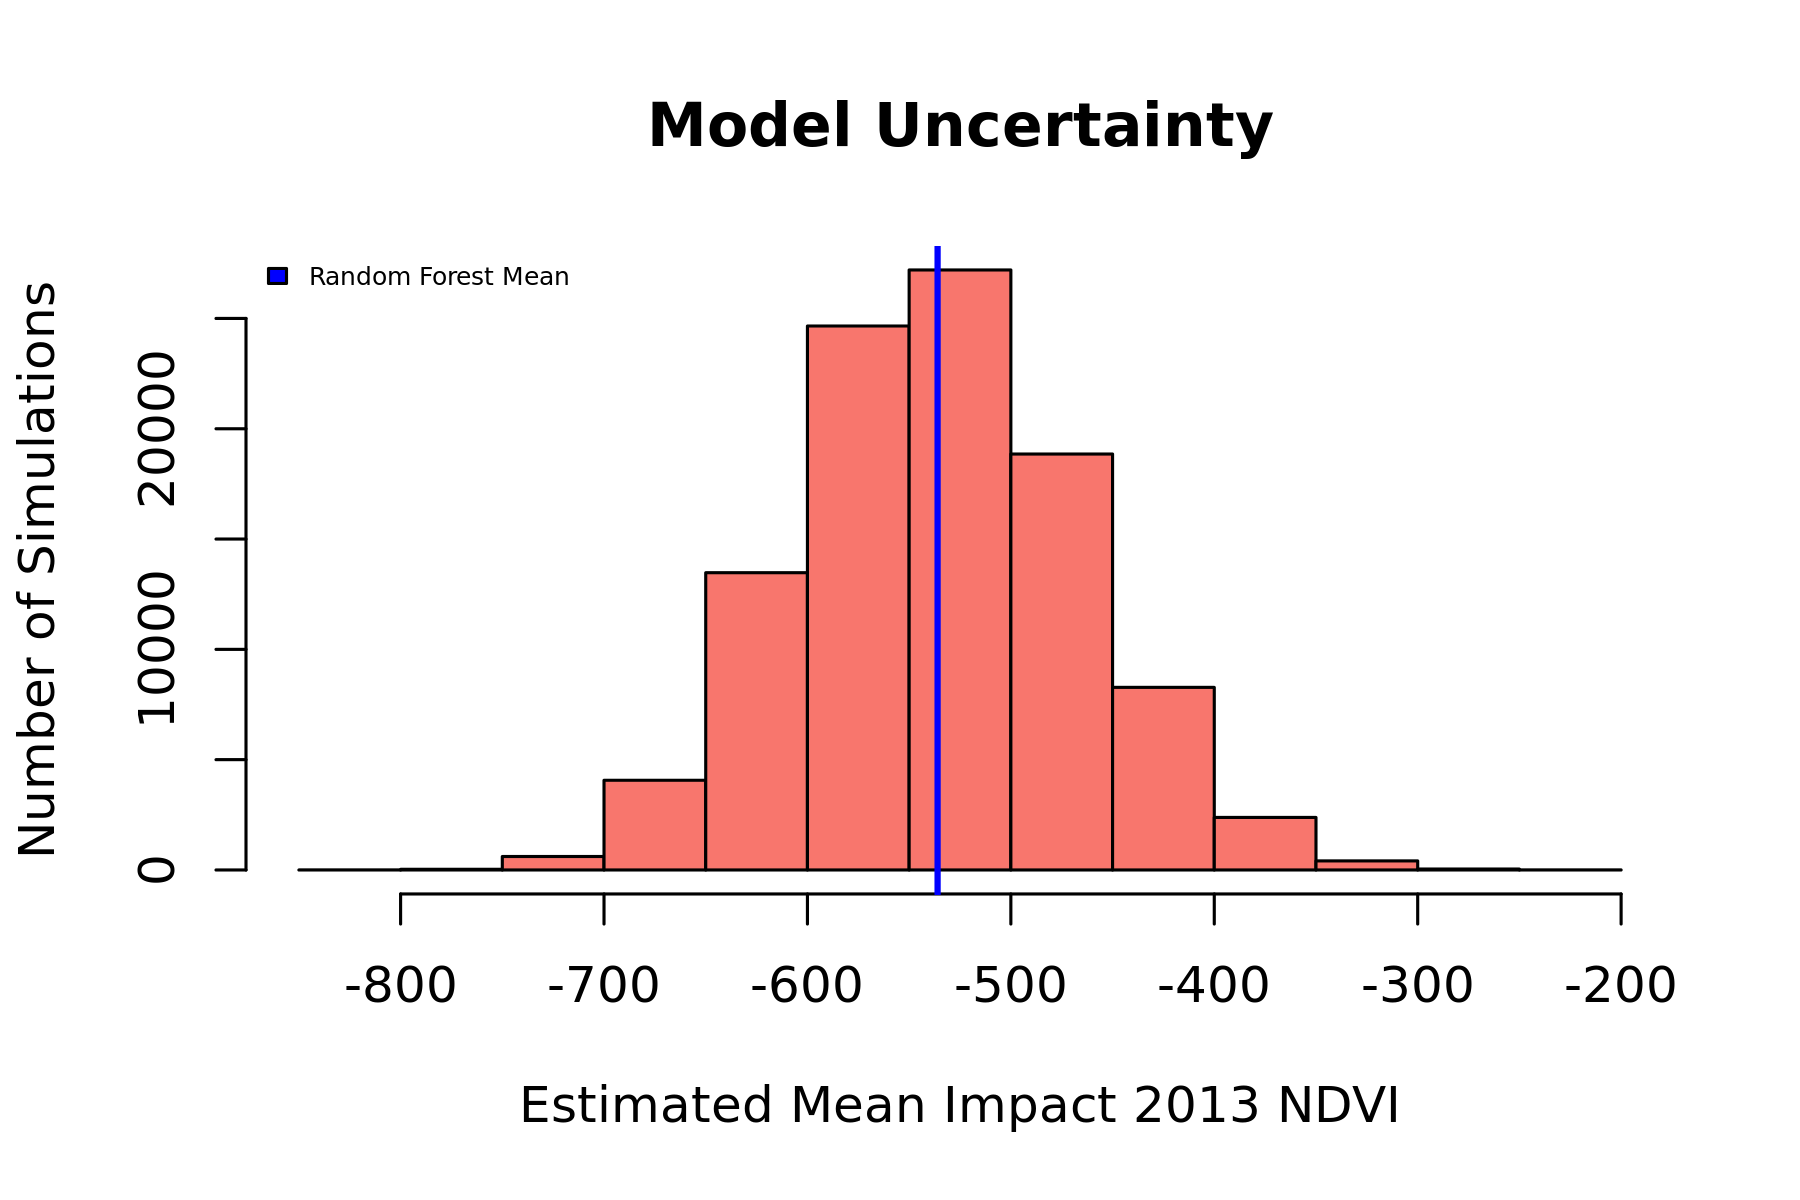 Model Uncertainty
Random Forest Mean
Number of Simulations
20000
10000
0
-800 -700 -600 -500 -400 -300 -200
Estimated Mean Impact 2013 NDVI